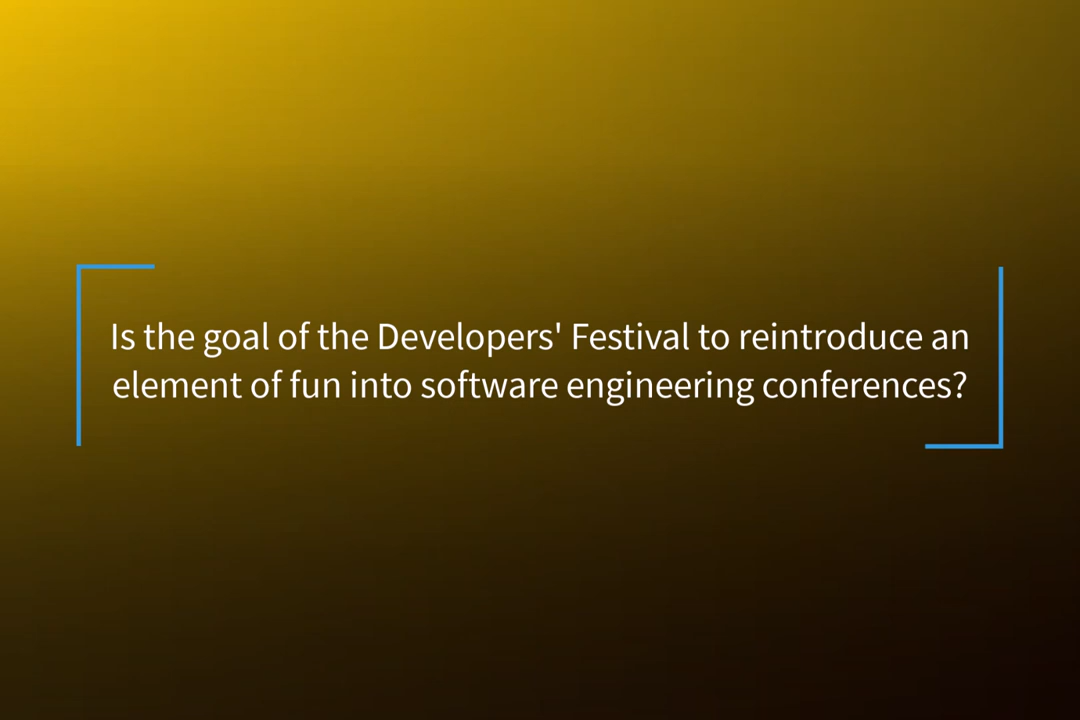 Is the goal of the Developers' Festival to reintroduce an
element of fun into software engineering conferences?